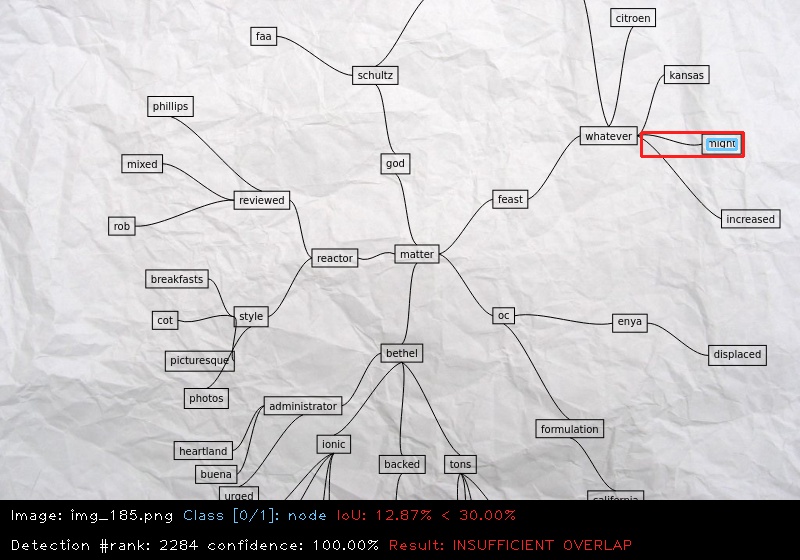 citroen
faa
kansas
schultz
phillips
whatever
might
mixed
god
reviewed
feast
increased
rob
matter
reactor
breakfasts
style
cot
oc
enya
bethel
displaced
picturesque
photos
administrator
formulation
ionic
heartland
backed
tons
buena
urged
california
Image: img_185.png Class [0/1]: node IoU: 12.87% < 30.00%
Detection #rank: 2284 confidence: 100.00% Result: INSUFFICIENT OVERLAP